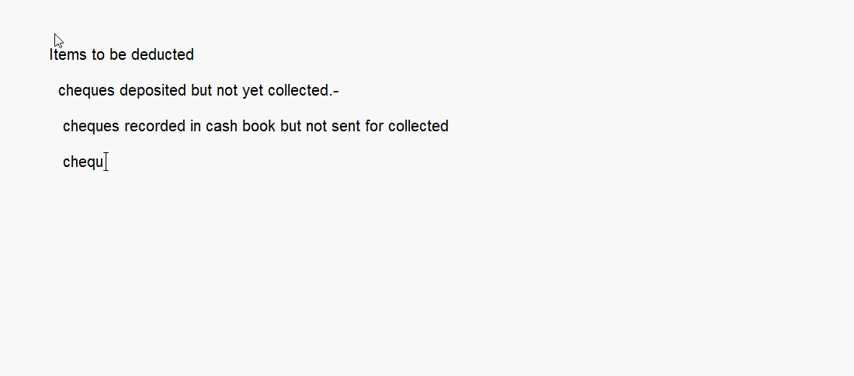 Items to be deducted
cheques deposited but not yet collected.-
cheques recorded in cash book but not sent for collected
chequ